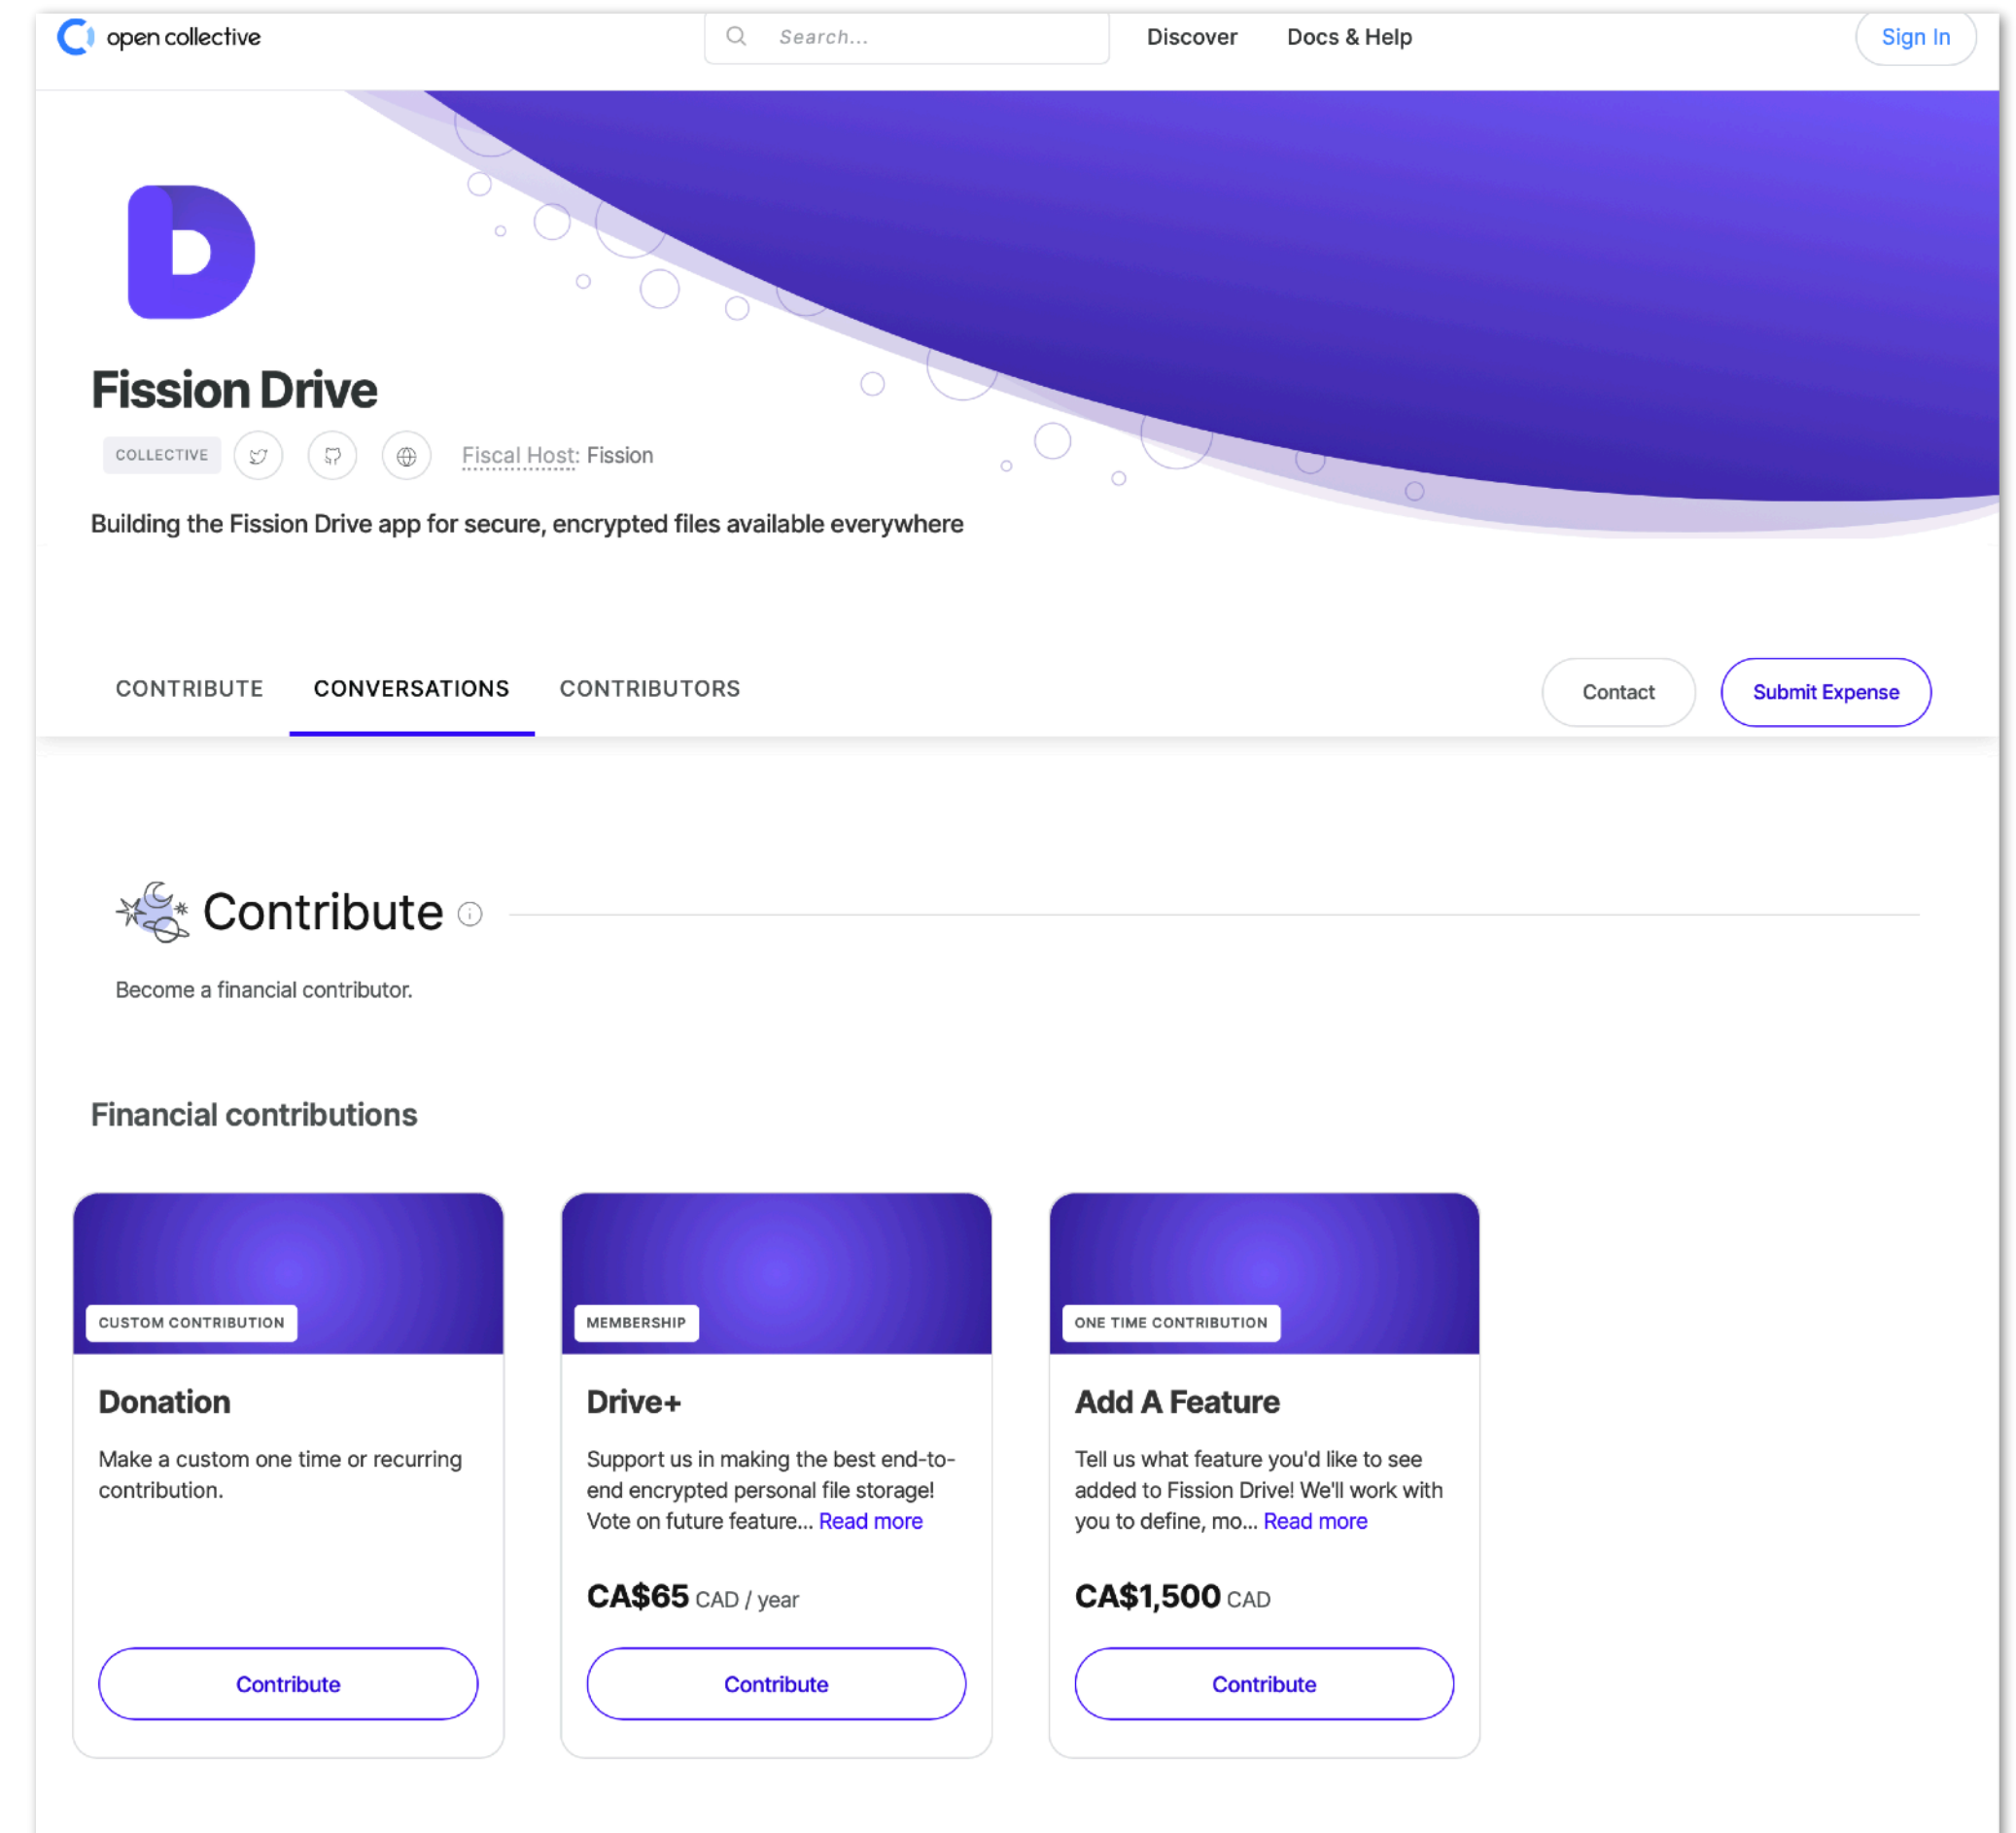 open collective
Search...
Discover
Docs & Help
Sign In
Fission Drive
COLLECTIVE
Fiscal Host: Fission
Building the Fission Drive app for secure, encrypted files available everywhere
CONTRIBUTE
CONVERSATIONS
CONTRIBUTORS
Contact
Submit Expense
Contribute
Become a financial contributor.
Financial contributions
CUSTOM CONTRIBUTION
Donation
Make a custom one time or recurring
contribution.
Contribute
MEMBERSHIP
Drive+
Support us in making the best end-to-
end encrypted personal file storage!
Vote on future feature... Read more
CA$65 CAD / year
Contribute
ONE TIME CONTRIBUTION
Add A Feature
Tell us what feature you'd like to see
added to Fission Drive! We'll work with
you to define, mo... Read more
CA$1,500 CAD
Contribute